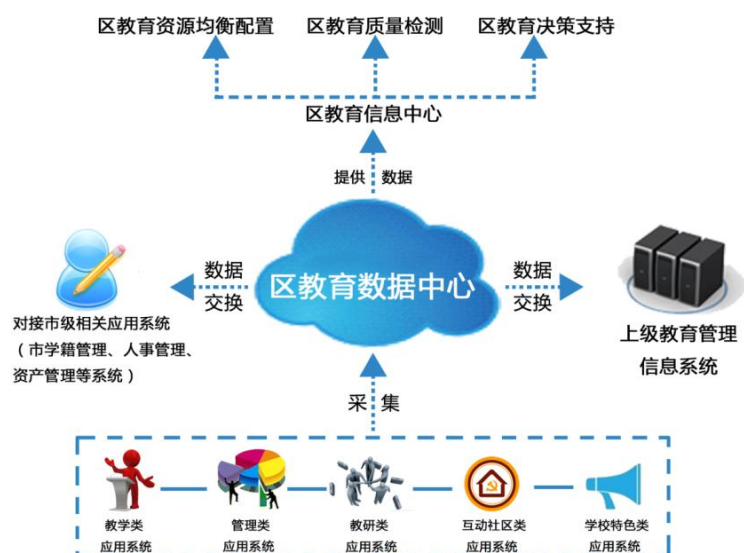 区教育资源均衡配置 区教育质量检测 区教育决策支持
区教育信息中心
提供 数据
数据 区教育数据中心 数据
交换 交换
对接市级相关应用系统
（市学籍管理、人事管理、
资产管理等系统）
上级教育管理
信息系统
采 集
教学类 管理类 教研类 互动社区类 学校特色类
应用系统 应用系统 应用系统 应用系统 应用系统